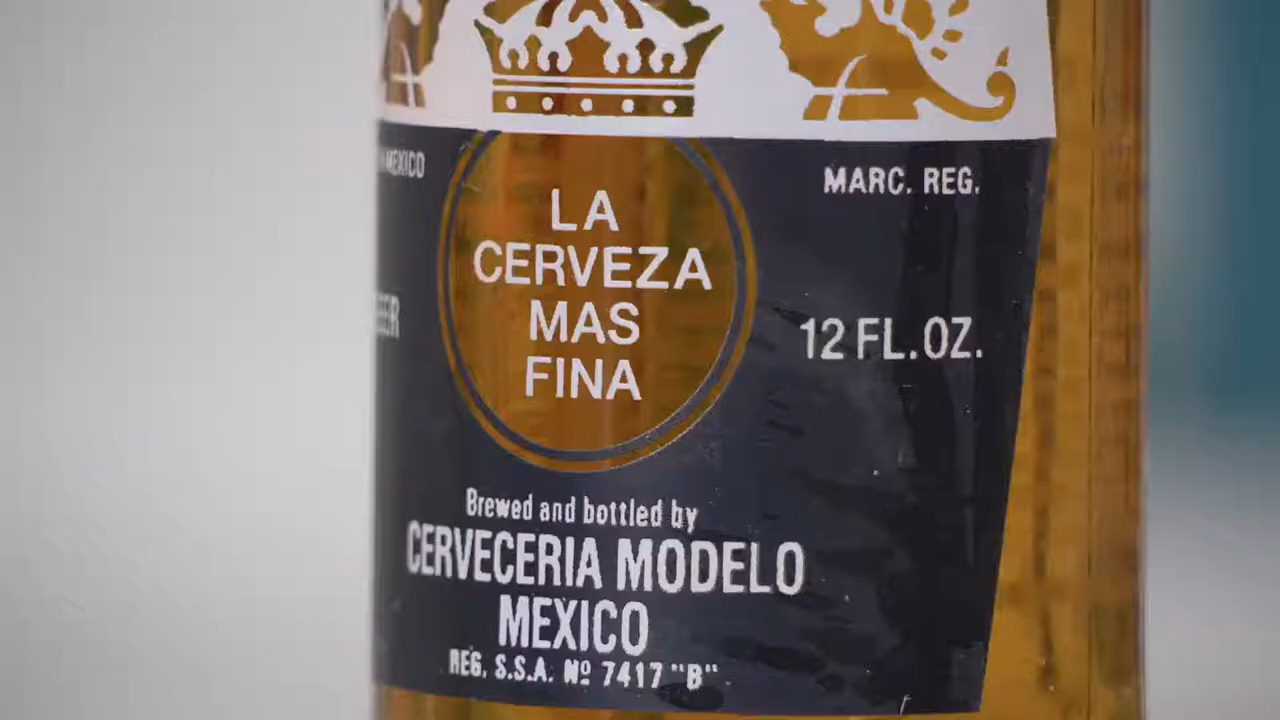 MEXICO
MARC. REG.
LA
CERVEZA
MAS
FINA
12 FL.OZ.
Brewed and bottled by
CERVECERIA MODELO
MEXICO
REG. S.S.A. Nº 7417 "B"